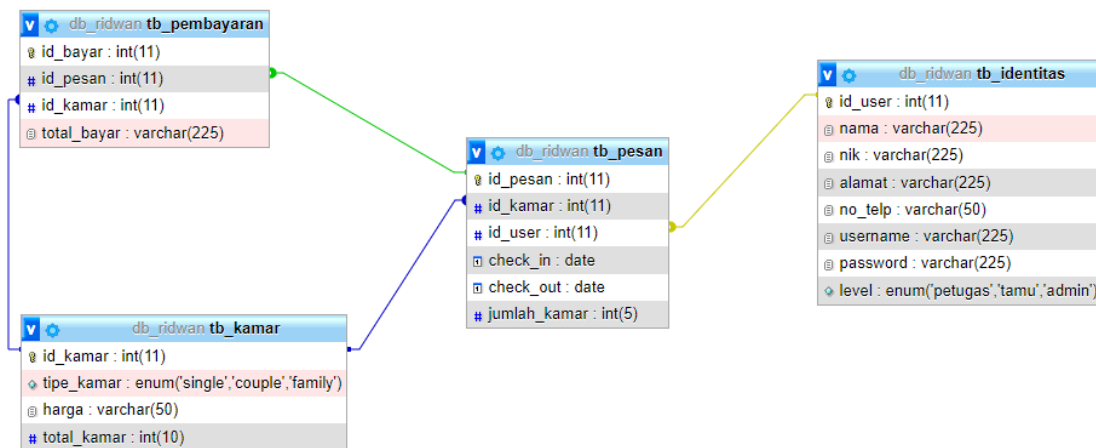 db_ridwan tb_pembayaran
id_bayar : int(11)
id_pesan : int(11)
id_kamar : int(11)
total_bayar : varchar(225)
db_ridwan tb_identitas
id_user : int(11)
nama : varchar(225)
nik : varchar(225)
alamat : varchar(225)
no_telp : varchar(50)
username : varchar(225)
password : varchar(225)
level : enum('petugas','tamu','admin')
db_ridwan tb_pesan
id_pesan : int(11)
id_kamar : int(11)
id_user : int(11)
check_in : date
check_out : date
jumlah_kamar : int(5)
db_ridwan tb_kamar
id_kamar : int(11)
tipe_kamar : enum('single','couple','family')
harga : varchar(50)
total_kamar : int(10)